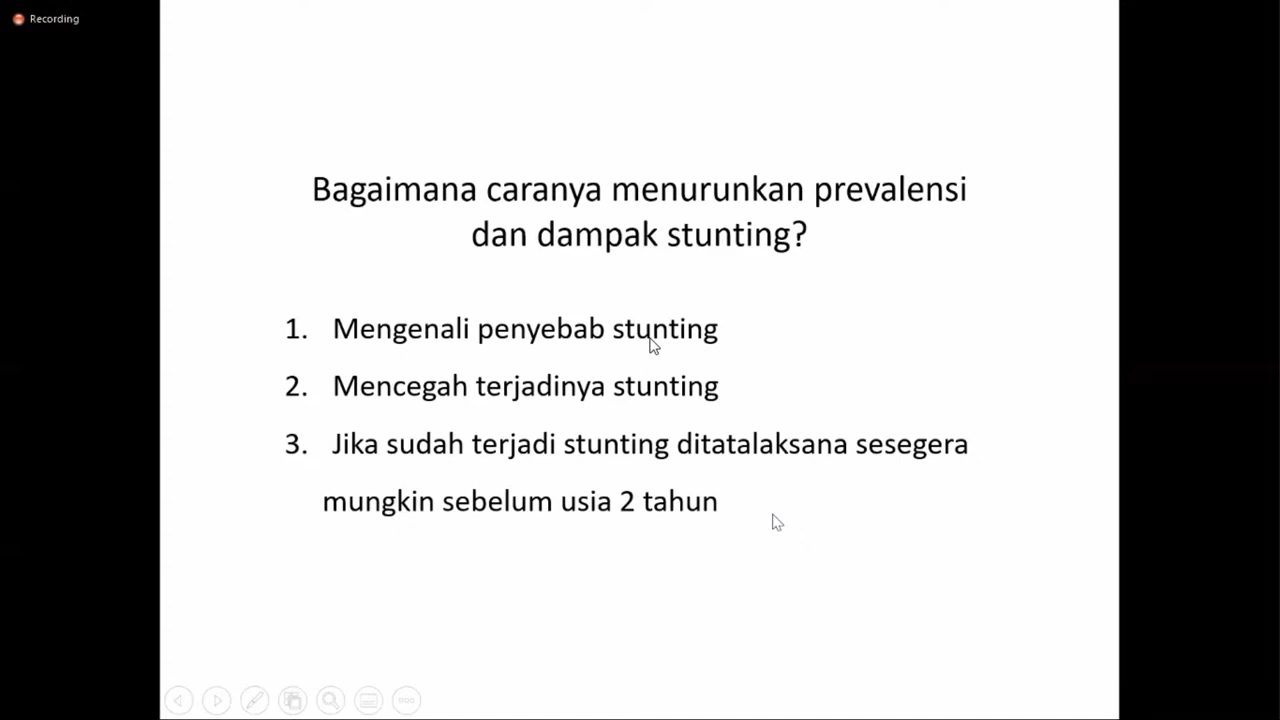 Recording
Bagaimana caranya menurunkan prevalensi
dan dampak stunting?
1. Mengenali penyebab stunting
2. Mencegah terjadinya stunting
3. Jika sudah terjadi stunting ditatalaksana sesegera
mungkin sebelum usia 2 tahun